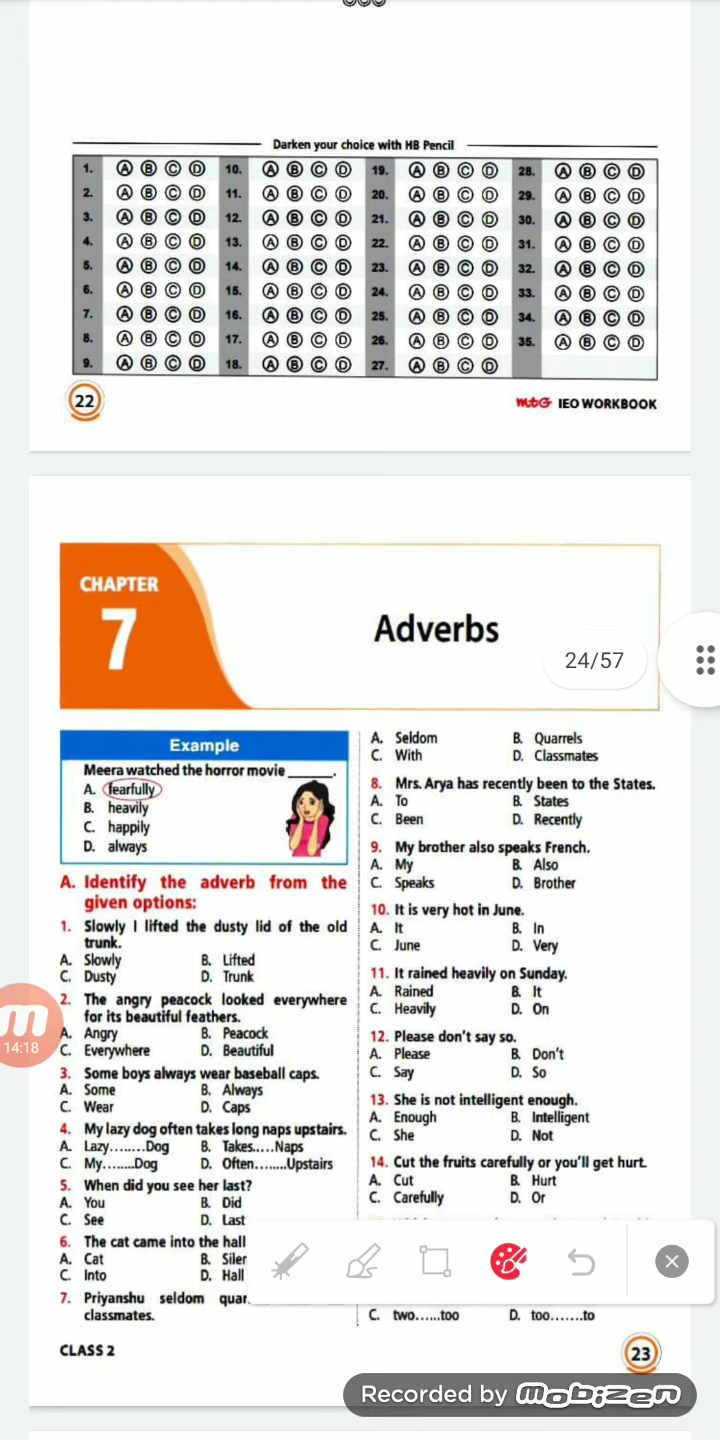 Darken your choice with HB Pencil
1. A B C D 10. A B C D 19. A B C D 28. A B C D
2. A B C D 11. A B C D 20. A B C D 29. A B C D
3. A B C D 12. A B C D 21. A B C D 30. A B C D
4. A B C D 13. A B C D 22. A B C D 31. A B C D
5. A B C D 14. A B C D 23. A B C D 32. A B C D
6. A B C D 15. A B C D 24. A B C D 33. A B C D
7. A B C D 16. A B C D 25. A B C D 34. A B C D
8. A B C D 17. A B C D 26. A B C D 35. A B C D
9. A B C D 18. A B C D 27. A B C D
22
mtG IEO WORKBOOK
CHAPTER
7
Adverbs
24/57
Example
Meera watched the horror movie ______.
A. fearfully
B. heavily
C. happily
D. always
A. Identify the adverb from the
given options:
1. Slowly I lifted the dusty lid of the old
trunk.
A. Slowly B. Lifted
C. Dusty D. Trunk
2. The angry peacock looked everywhere
for its beautiful feathers.
A. Angry B. Peacock
C. Everywhere D. Beautiful
3. Some boys always wear baseball caps.
A. Some B. Always
C. Wear D. Caps
4. My lazy dog often takes long naps upstairs.
A. Lazy........Dog B. Takes.....Naps
C. My.......Dog D. Often........Upstairs
5. When did you see her last?
A. You B. Did
C. See D. Last
6. The cat came into the hall
A. Cat
C. Into D. Hall
7. Priyanshu seldom
classmates.
CLASS 2
A. Seldom B. Quarrels
C. With D. Classmates
8. Mrs. Arya has recently been to the States.
A. To B. States
C. Been D. Recently
9. My brother also speaks French.
A. My B. Also
C. Speaks D. Brother
10. It is very hot in June.
A. It B. In
C. June D. Very
11. It rained heavily on Sunday.
A. Rained B. It
C. Heavily D. On
12. Please don't say so.
A. Please B. Don't
C. Say D. So
13. She is not intelligent enough.
A. Enough B. Intelligent
C. She D. Not
14. Cut the fruits carefully or you'll get hurt.
A. Cut B. Hurt
C. Carefully D. Or
C. two......too D. too.......to
23
14:18
Recorded by Mobizen